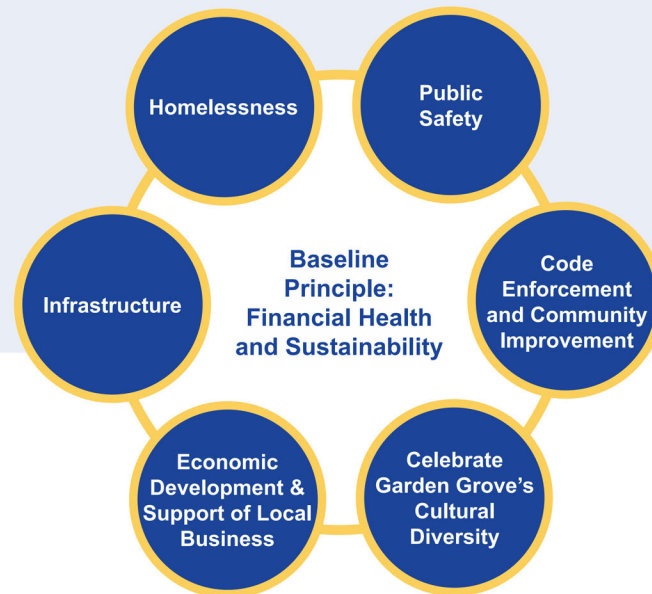 Homelessness
Public
Safety
Code
Enforcement
and Community
Improvement
Celebrate
Garden Grove’s
Cultural
Diversity
Economic
Development &
Support of Local
Business
Infrastructure
Baseline
Principle:
Financial Health
and Sustainability